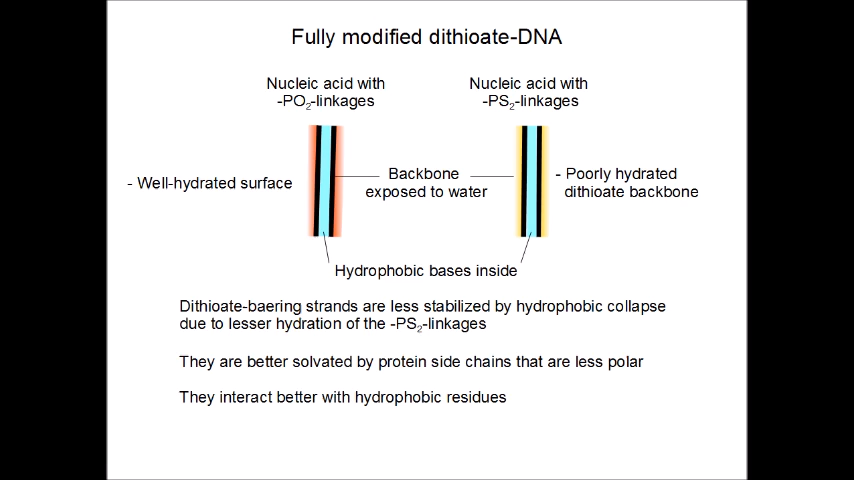 Fully modified dithioate-DNA
Nucleic acid with
-PO2-linkages
Nucleic acid with
-PS2-linkages
- Well-hydrated surface
Backbone
exposed to water
- Poorly hydrated
dithioate backbone
Hydrophobic bases inside
Dithioate-baering strands are less stabilized by hydrophobic collapse
due to lesser hydration of the -PS2-linkages
They are better solvated by protein side chains that are less polar
They interact better with hydrophobic residues